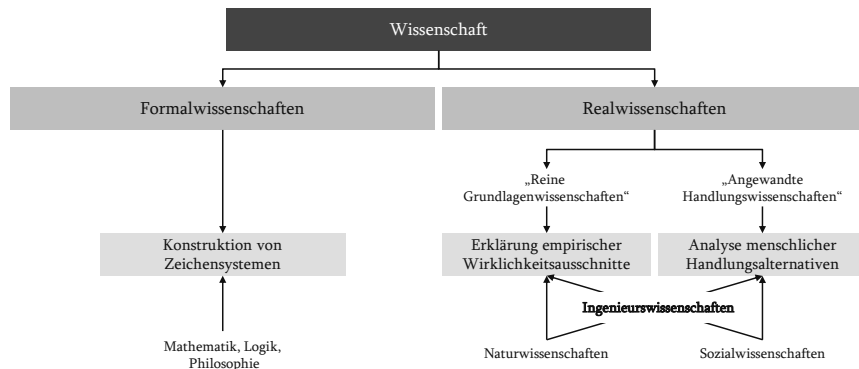 Wissenschaft
Formalwissenschaften
Realwissenschaften
„Reine
Grundlagenwissenschaften“
„Angewandte
Handlungswissenschaften“
Konstruktion von
Zeichensystemen
Erklärung empirischer
Wirklichkeitsausschnitte
Analyse menschlicher
Handlungsalternativen
Ingenieurswissenschaften
Mathematik, Logik,
Philosophie
Naturwissenschaften
Sozialwissenschaften